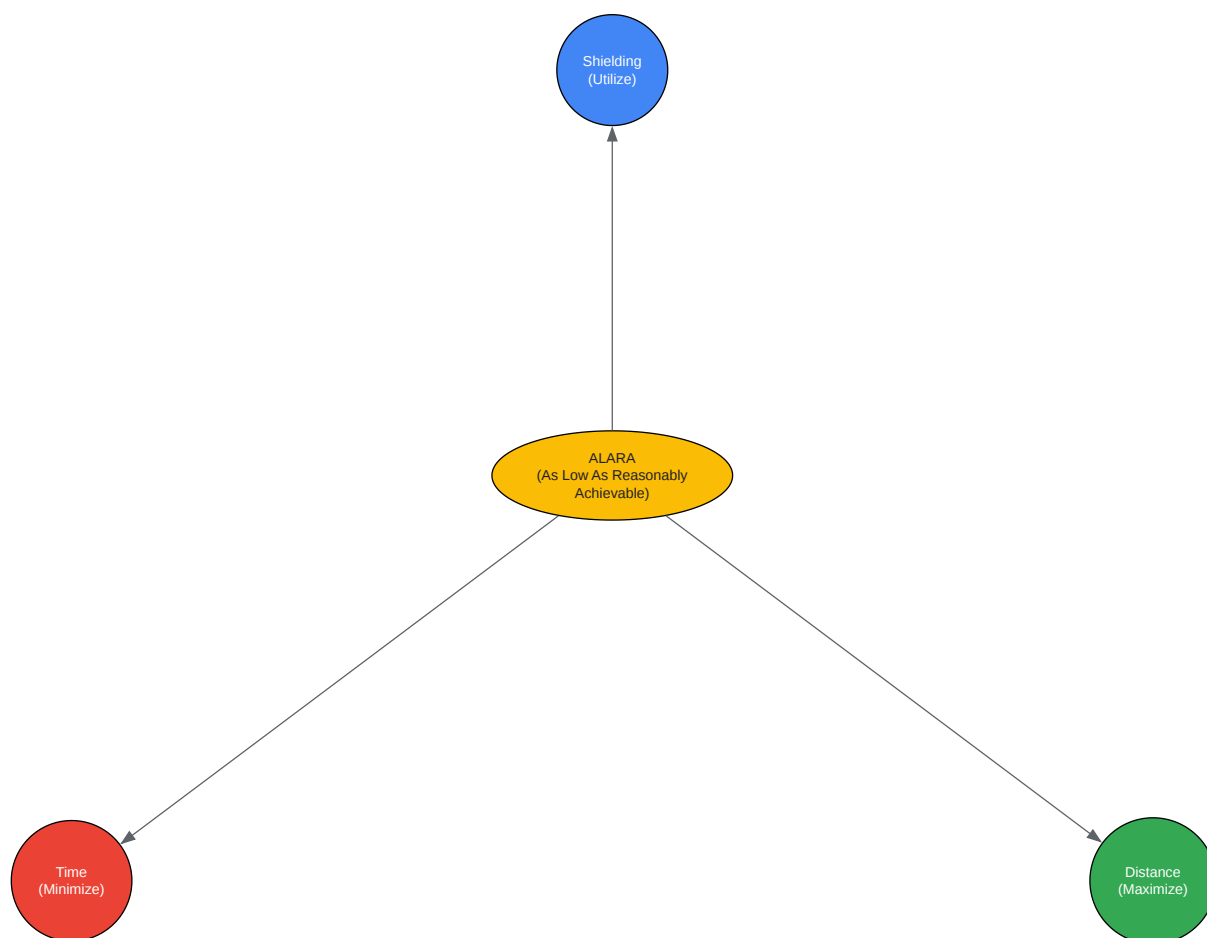 Shielding
(Utilize)
ALARA
(As Low As Reasonably
Achievable)
Time
(Minimize)
Distance
(Maximize)